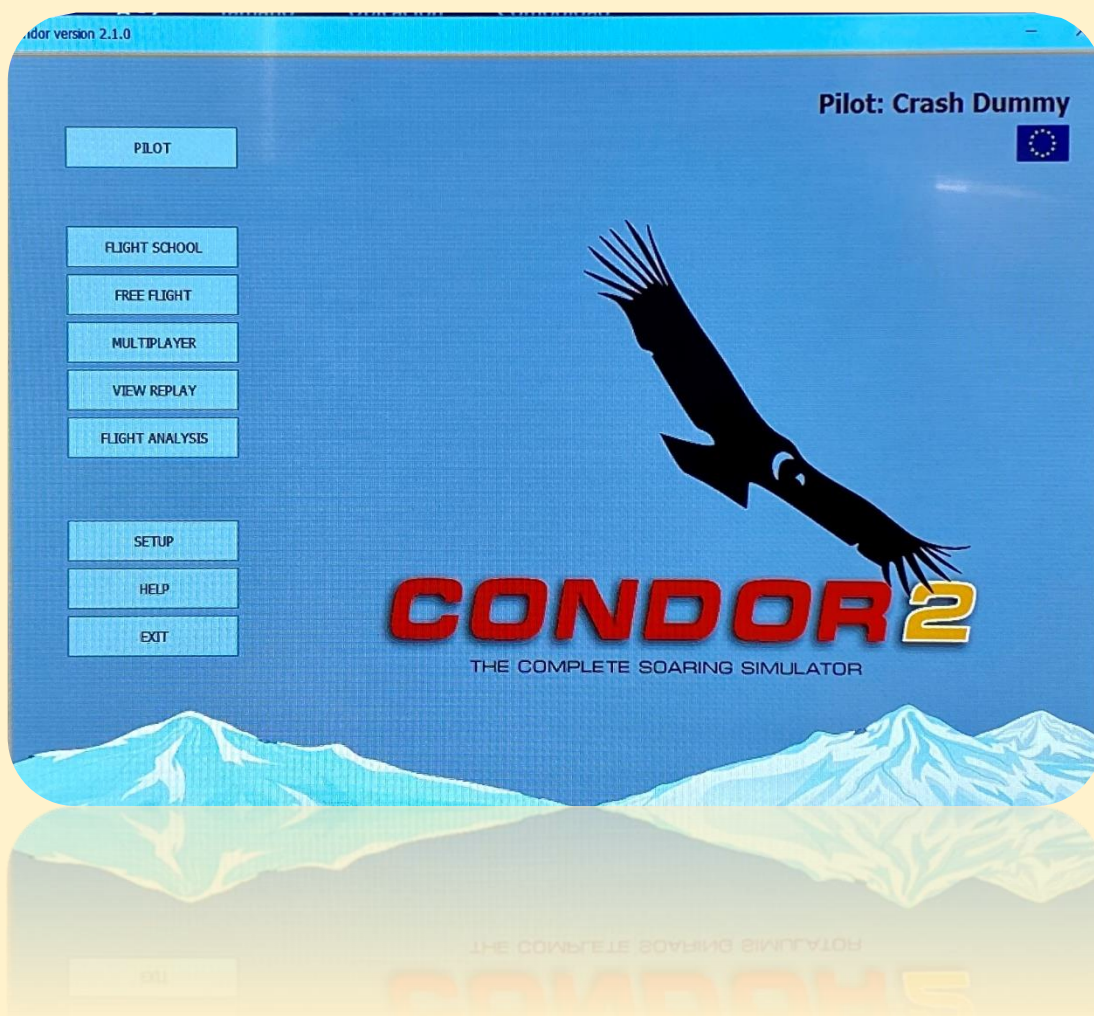 ndor version 2.1.0
Pilot: Crash Dummy
PILOT
FLIGHT SCHOOL
FREE FLIGHT
MULTIPLAYER
VIEW REPLAY
FLIGHT ANALYSIS
SETUP
HELP
EXIT
CONDOR2
THE COMPLETE SOARING SIMULATOR